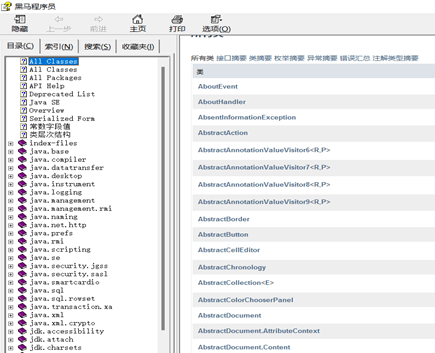 黑马程序员
隐藏 上一步 前进 主页 打印 选项(O)
目录(C) 索引(N) 搜索(S) 收藏夹(I)
All Classes
All Classes
All Packages
API Help
Deprecated List
Java SE
Overview
Serialized Form
常数字段值
类层次结构
index-files
java.base
java.compiler
java.datatransfer
java.desktop
java.instrument
java.logging
java.management
java.management.rmi
java.naming
java.net.http
java.prefs
java.rmi
java.scripting
java.se
java.security.jgss
java.security.sasl
java.smartcardio
java.sql
java.sql.rowset
java.transaction.xa
java.xml
java.xml.crypto
jdk.accessibility
jdk.attach
jdk.charsets
所有类 接口摘要 类摘要 枚举摘要 异常摘要 错误汇总 注解类型摘要
类
AboutEvent
AboutHandler
AbsentInformationException
AbstractAction
AbstractAnnotationValueVisitor6<R,P>
AbstractAnnotationValueVisitor7<R,P>
AbstractAnnotationValueVisitor8<R,P>
AbstractAnnotationValueVisitor9<R,P>
AbstractBorder
AbstractButton
AbstractCellEditor
AbstractChronology
AbstractCollection<E>
AbstractColorChooserPanel
AbstractDocument
AbstractDocument.AttributeContext
AbstractDocument.Content